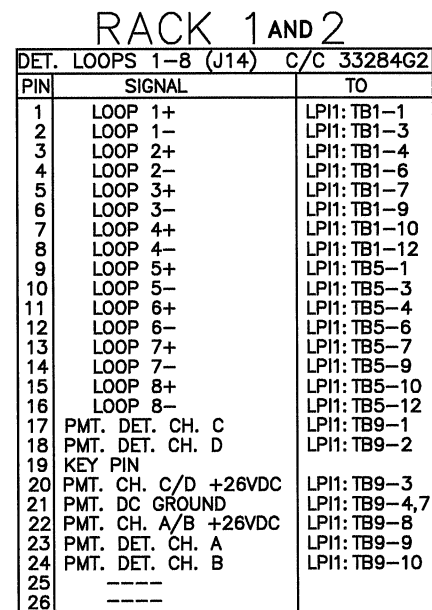 RACK 1 AND 2
DET. LOOPS 1-8 (J14) C/C 33284G2
PIN SIGNAL TO
1 LOOP 1+ LPI1: TB1-1
2 LOOP 1- LPI1: TB1-3
3 LOOP 2+ LPI1: TB1-4
4 LOOP 2- LPI1: TB1-6
5 LOOP 3+ LPI1: TB1-7
6 LOOP 3- LPI1: TB1-9
7 LOOP 4+ LPI1: TB1-10
8 LOOP 4- LPI1: TB1-12
9 LOOP 5+ LPI1: TB5-1
10 LOOP 5- LPI1: TB5-3
11 LOOP 6+ LPI1: TB5-4
12 LOOP 6- LPI1: TB5-6
13 LOOP 7+ LPI1: TB5-7
14 LOOP 7- LPI1: TB5-9
15 LOOP 8+ LPI1: TB5-10
16 LOOP 8- LPI1: TB5-12
17 PMT. DET. CH. C LPI1: TB9-1
18 PMT. DET. CH. D LPI1: TB9-2
19 KEY PIN
20 PMT. CH. C/D +26VDC LPI1: TB9-3
21 PMT. DC GROUND LPI1: TB9-4,7
22 PMT. CH. A/B +26VDC LPI1: TB9-8
23 PMT. DET. CH. A LPI1: TB9-9
24 PMT. DET. CH. B LPI1: TB9-10
25 ----
26 ----